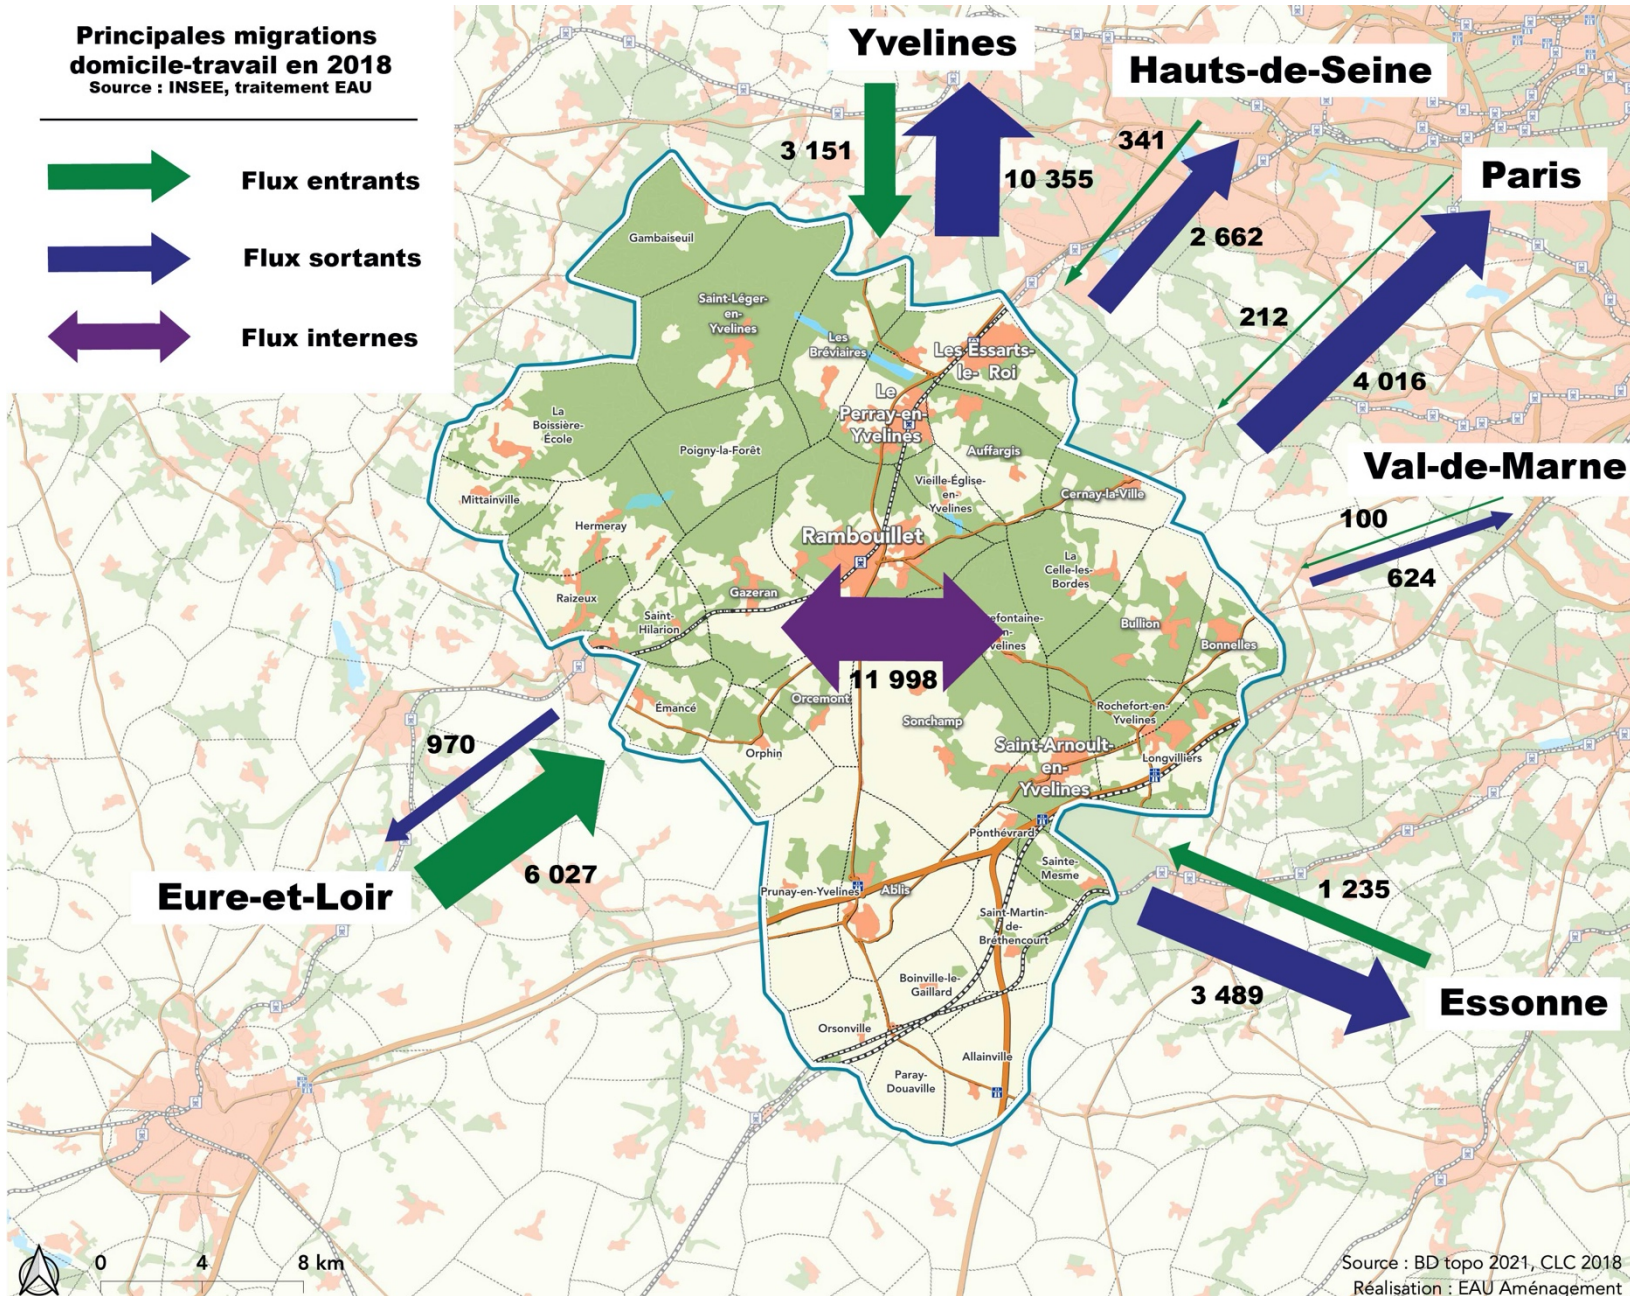 Principales migrations
domicile-travail en 2018
Source : INSEE, traitement EAU
Flux entrants
Flux sortants
Flux internes
Yvelines
Hauts-de-Seine
Paris
Val-de-Marne
Essonne
Eure-et-Loir
3 151
10 355
341
2 662
212
4 016
100
624
1 235
3 489
970
6 027
11 998
Gambaiseuil
Saint-Léger-
en-
Yvelines
Les
Bréviaires
Les Essarts-
le- Roi
Le
Perray-en-
Yvelines
La
Boissière-
École
Poigny-la-Forêt
Auffargis
Mittainville
Vieille-Église-
en-
Yvelines
Cernay-la-Ville
Hermeray
Rambouillet
La
Celle-les-
Bordes
Raizeux
Gazeran
Saint-
Hilarion
efontaine-
n-
velines
Bullion
Bonnelles
Émancé
Orcemont
Sonchamp
Rochefort-en-
Yvelines
Orphin
Saint-Arnoult-
en-
Yvelines
Longvilliers
Ponthévrard
Sainte-
Mesme
Prunay-en-Yvelines
Ablis
Saint-Martin-
de-
Bréthencourt
Boinville-le-
Gaillard
Orsonville
Allainville
Paray-
Douaville
0 4 8 km
Source : BD topo 2021, CLC 2018
Réalisation : EAU Aménagement